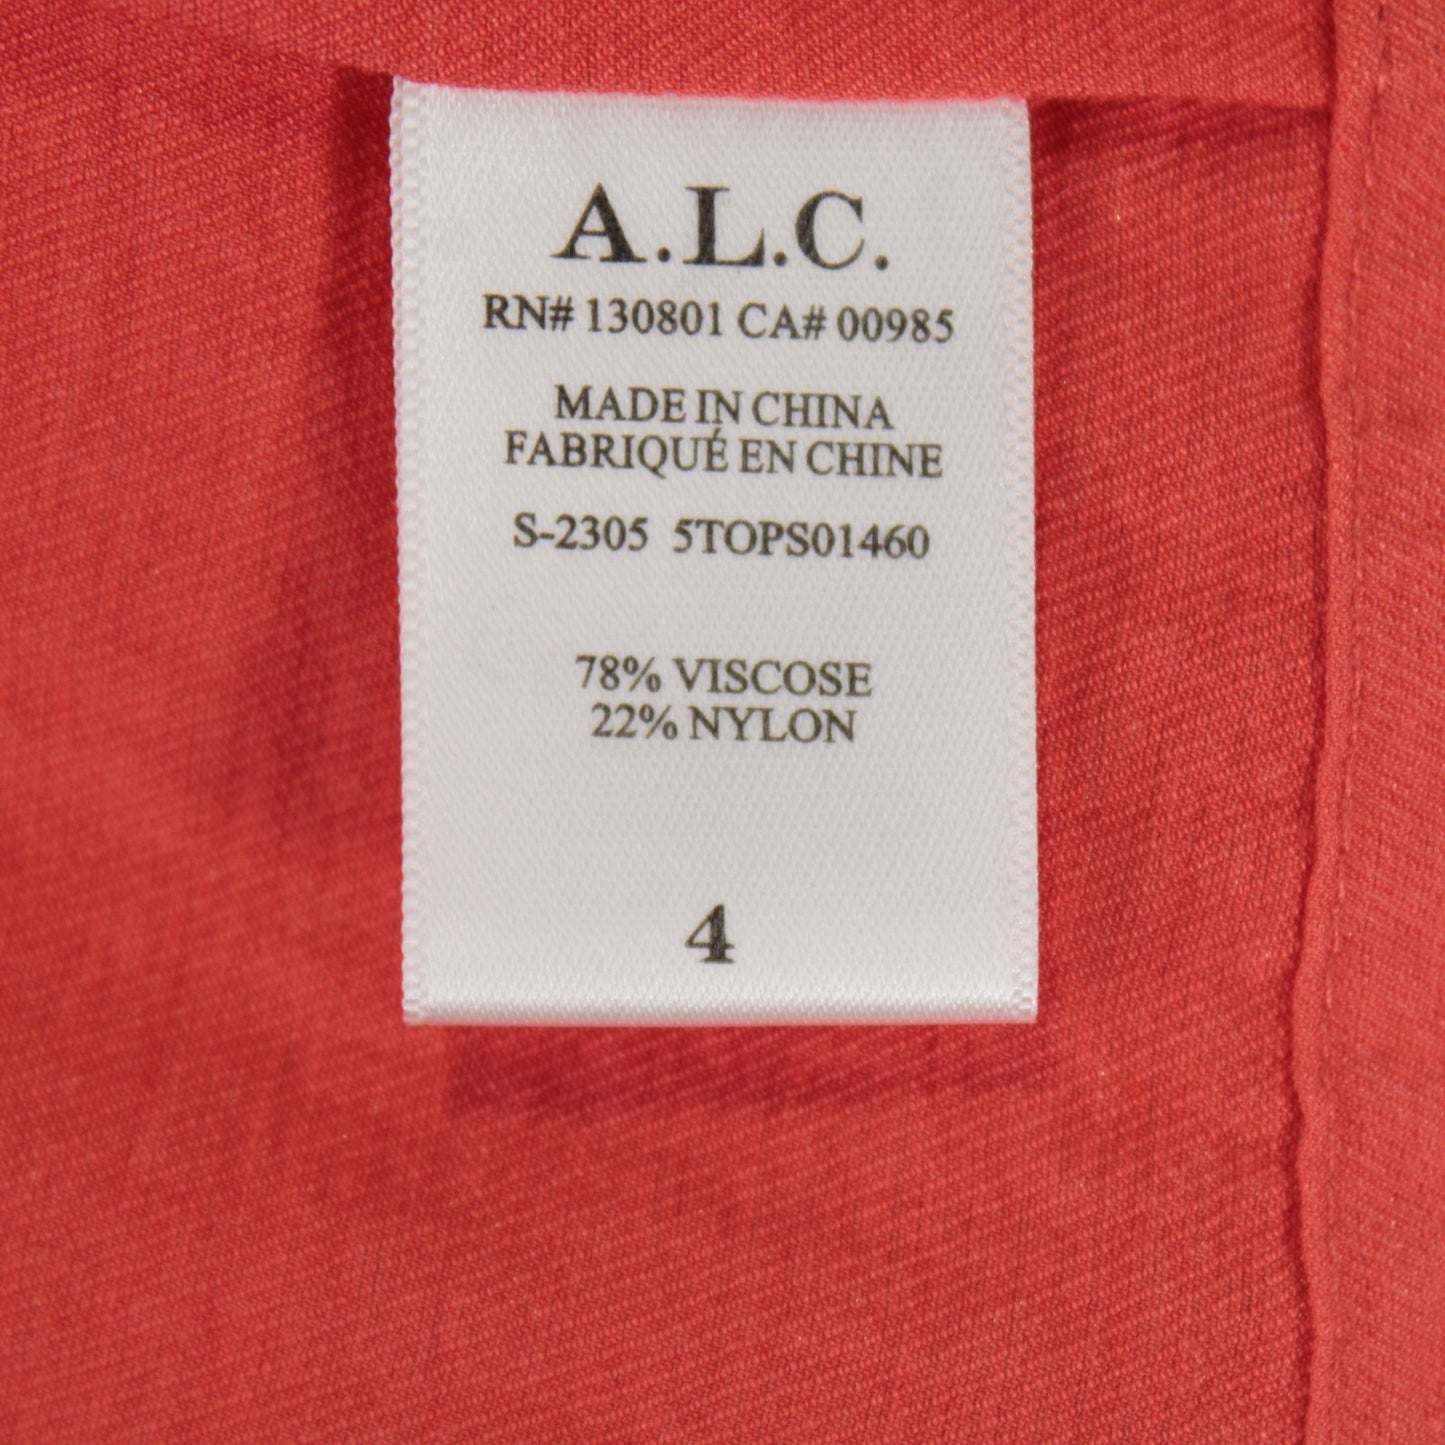 A.L.C.
RN# 130801 CA# 00985
MADE IN CHINA
FABRIQUÉ EN CHINE
S-2305 5TOPS01460
78% VISCOSE
22% NYLON
4